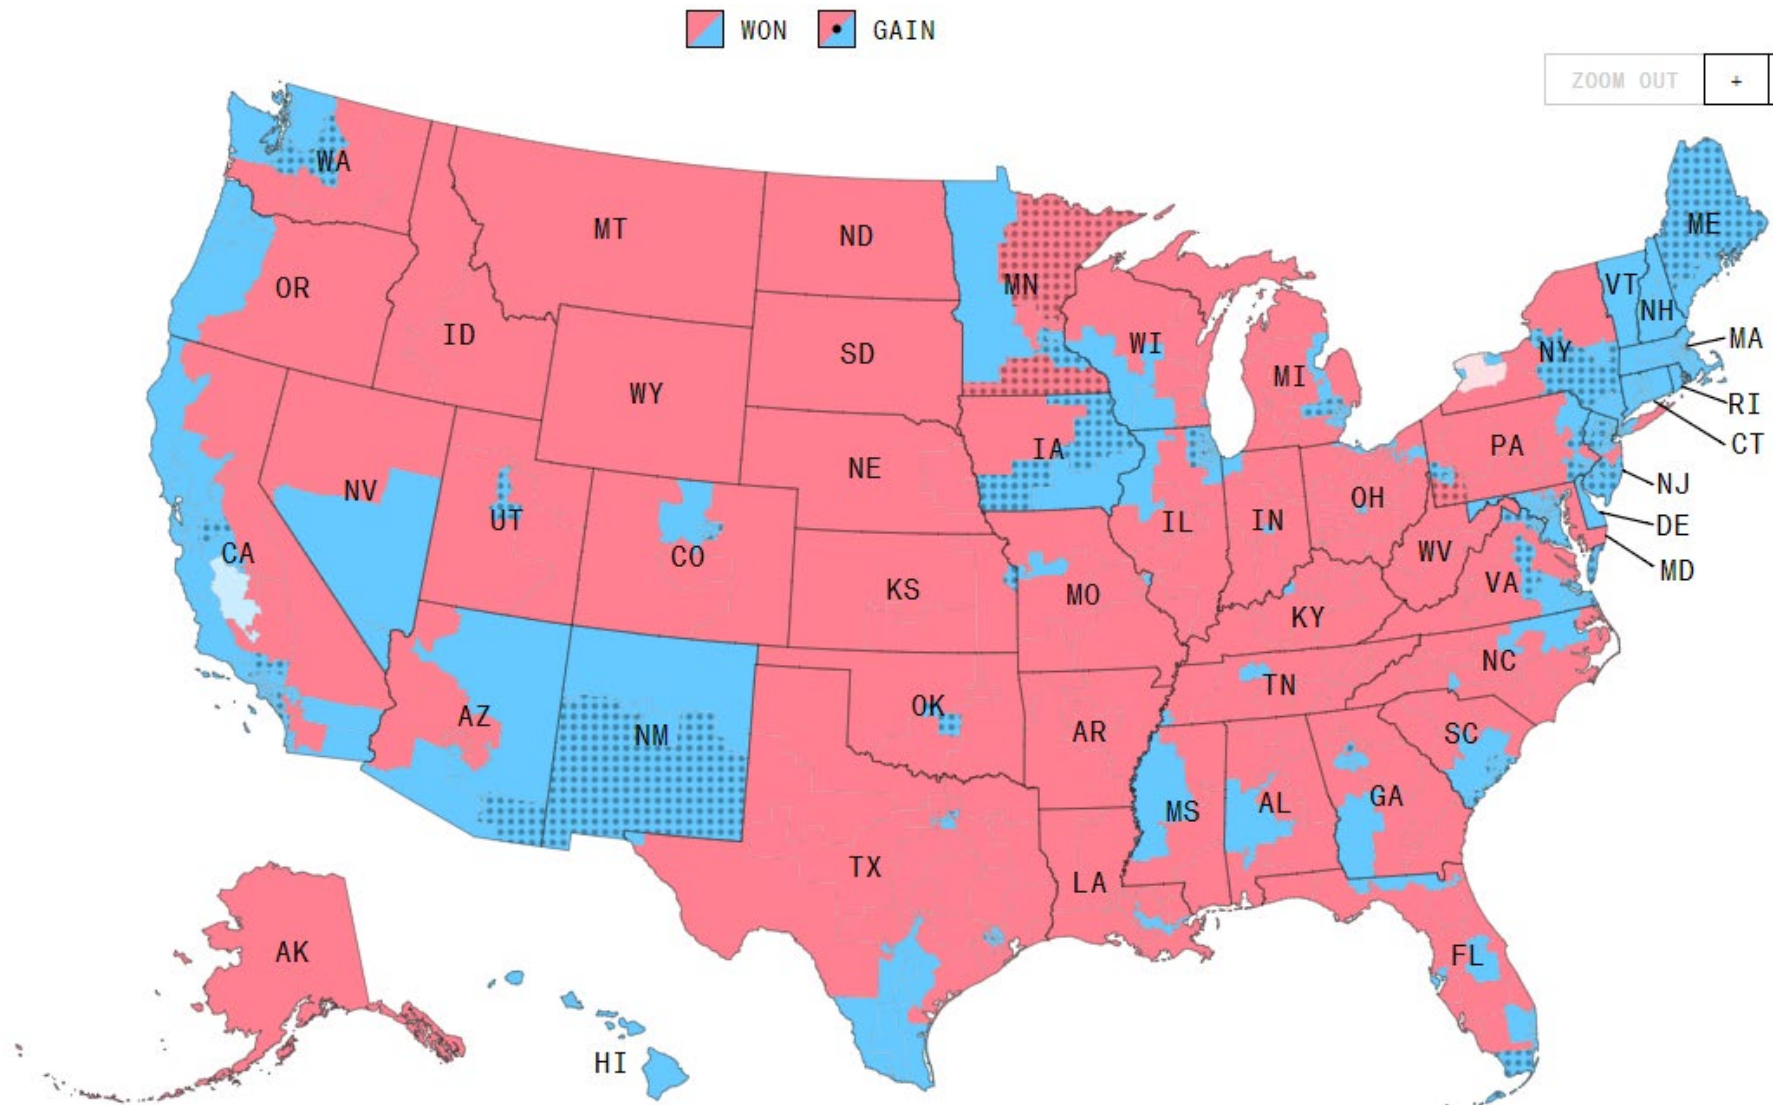 WON GAIN
ZOOM OUT +
WA
MT
ND
MN
ME
VT
NH
OR
ID
SD
WI
MI
NY
MA
RI
CT
WY
NE
IA
PA
NJ
NV
UT
CO
IL
IN
OH
DE
MD
CA
KS
MO
WV
VA
KY
AZ
NM
OK
AR
TN
NC
SC
MS
AL
GA
TX
LA
FL
AK
HI